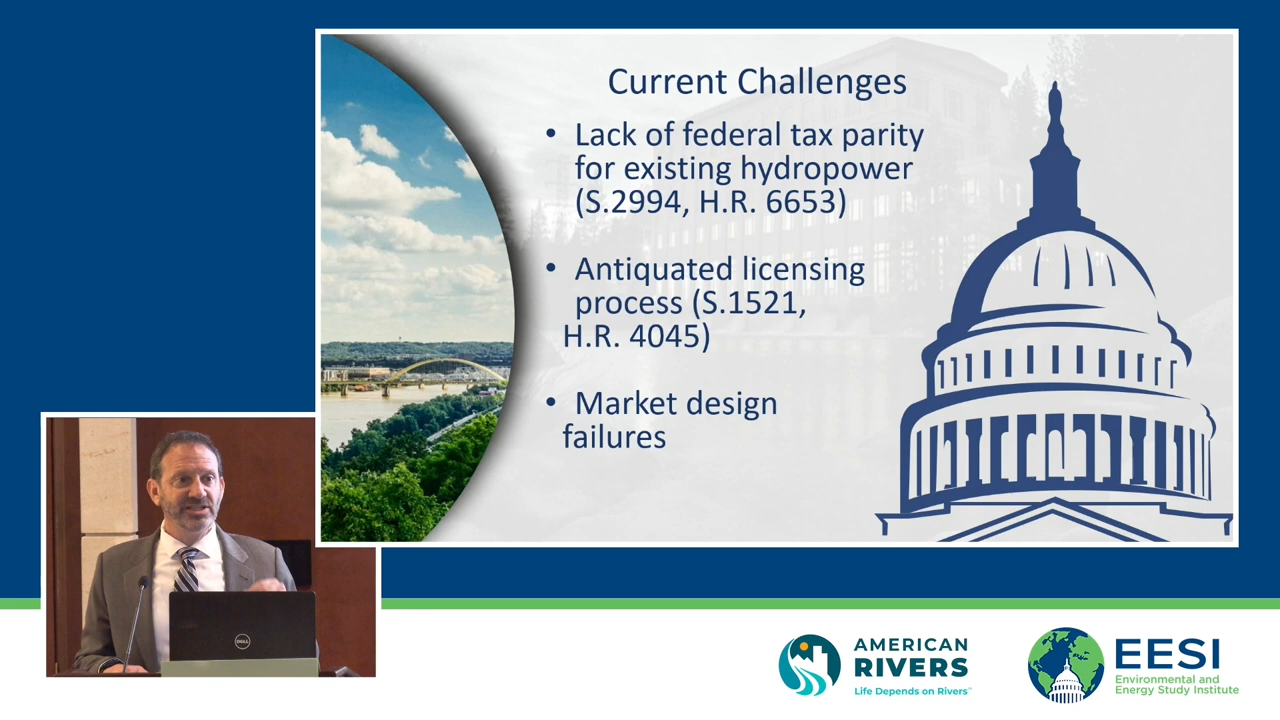 Current Challenges
• Lack of federal tax parity
for existing hydropower
(S.2994, H.R. 6653)
• Antiquated licensing
process (S.1521,
H.R. 4045)
• Market design
failures
DELL
AMERICAN
RIVERS
Life Depends on Rivers™
EESI
Environmental and
Energy Study Institute